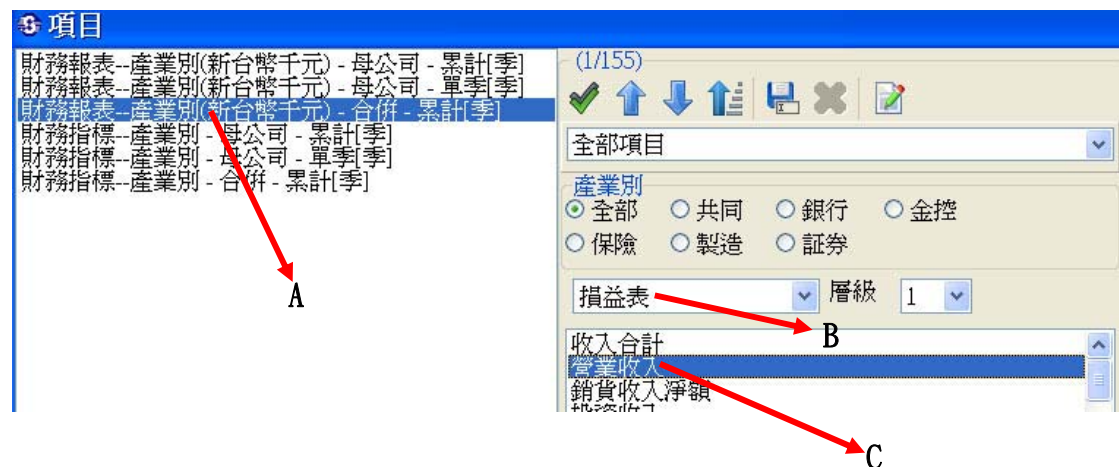 項目
財務報表--產業別(新台幣千元) - 母公司 - 累計[季]
財務報表--產業別(新台幣千元) - 母公司 - 單季[季]
財務報表--產業別(新台幣千元) - 合併 - 累計[季]
財務指標--產業別 - 母公司 - 累計[季]
財務指標--產業別 - 母公司 - 單季[季]
財務指標--產業別 - 合併 - 累計[季]
A
(1/155)
全部項目
產業別
全部 共同 銀行 金控
保險 製造 証券
損益表 層級 1
B
收入合計
營業收入
銷貨收入淨額
C